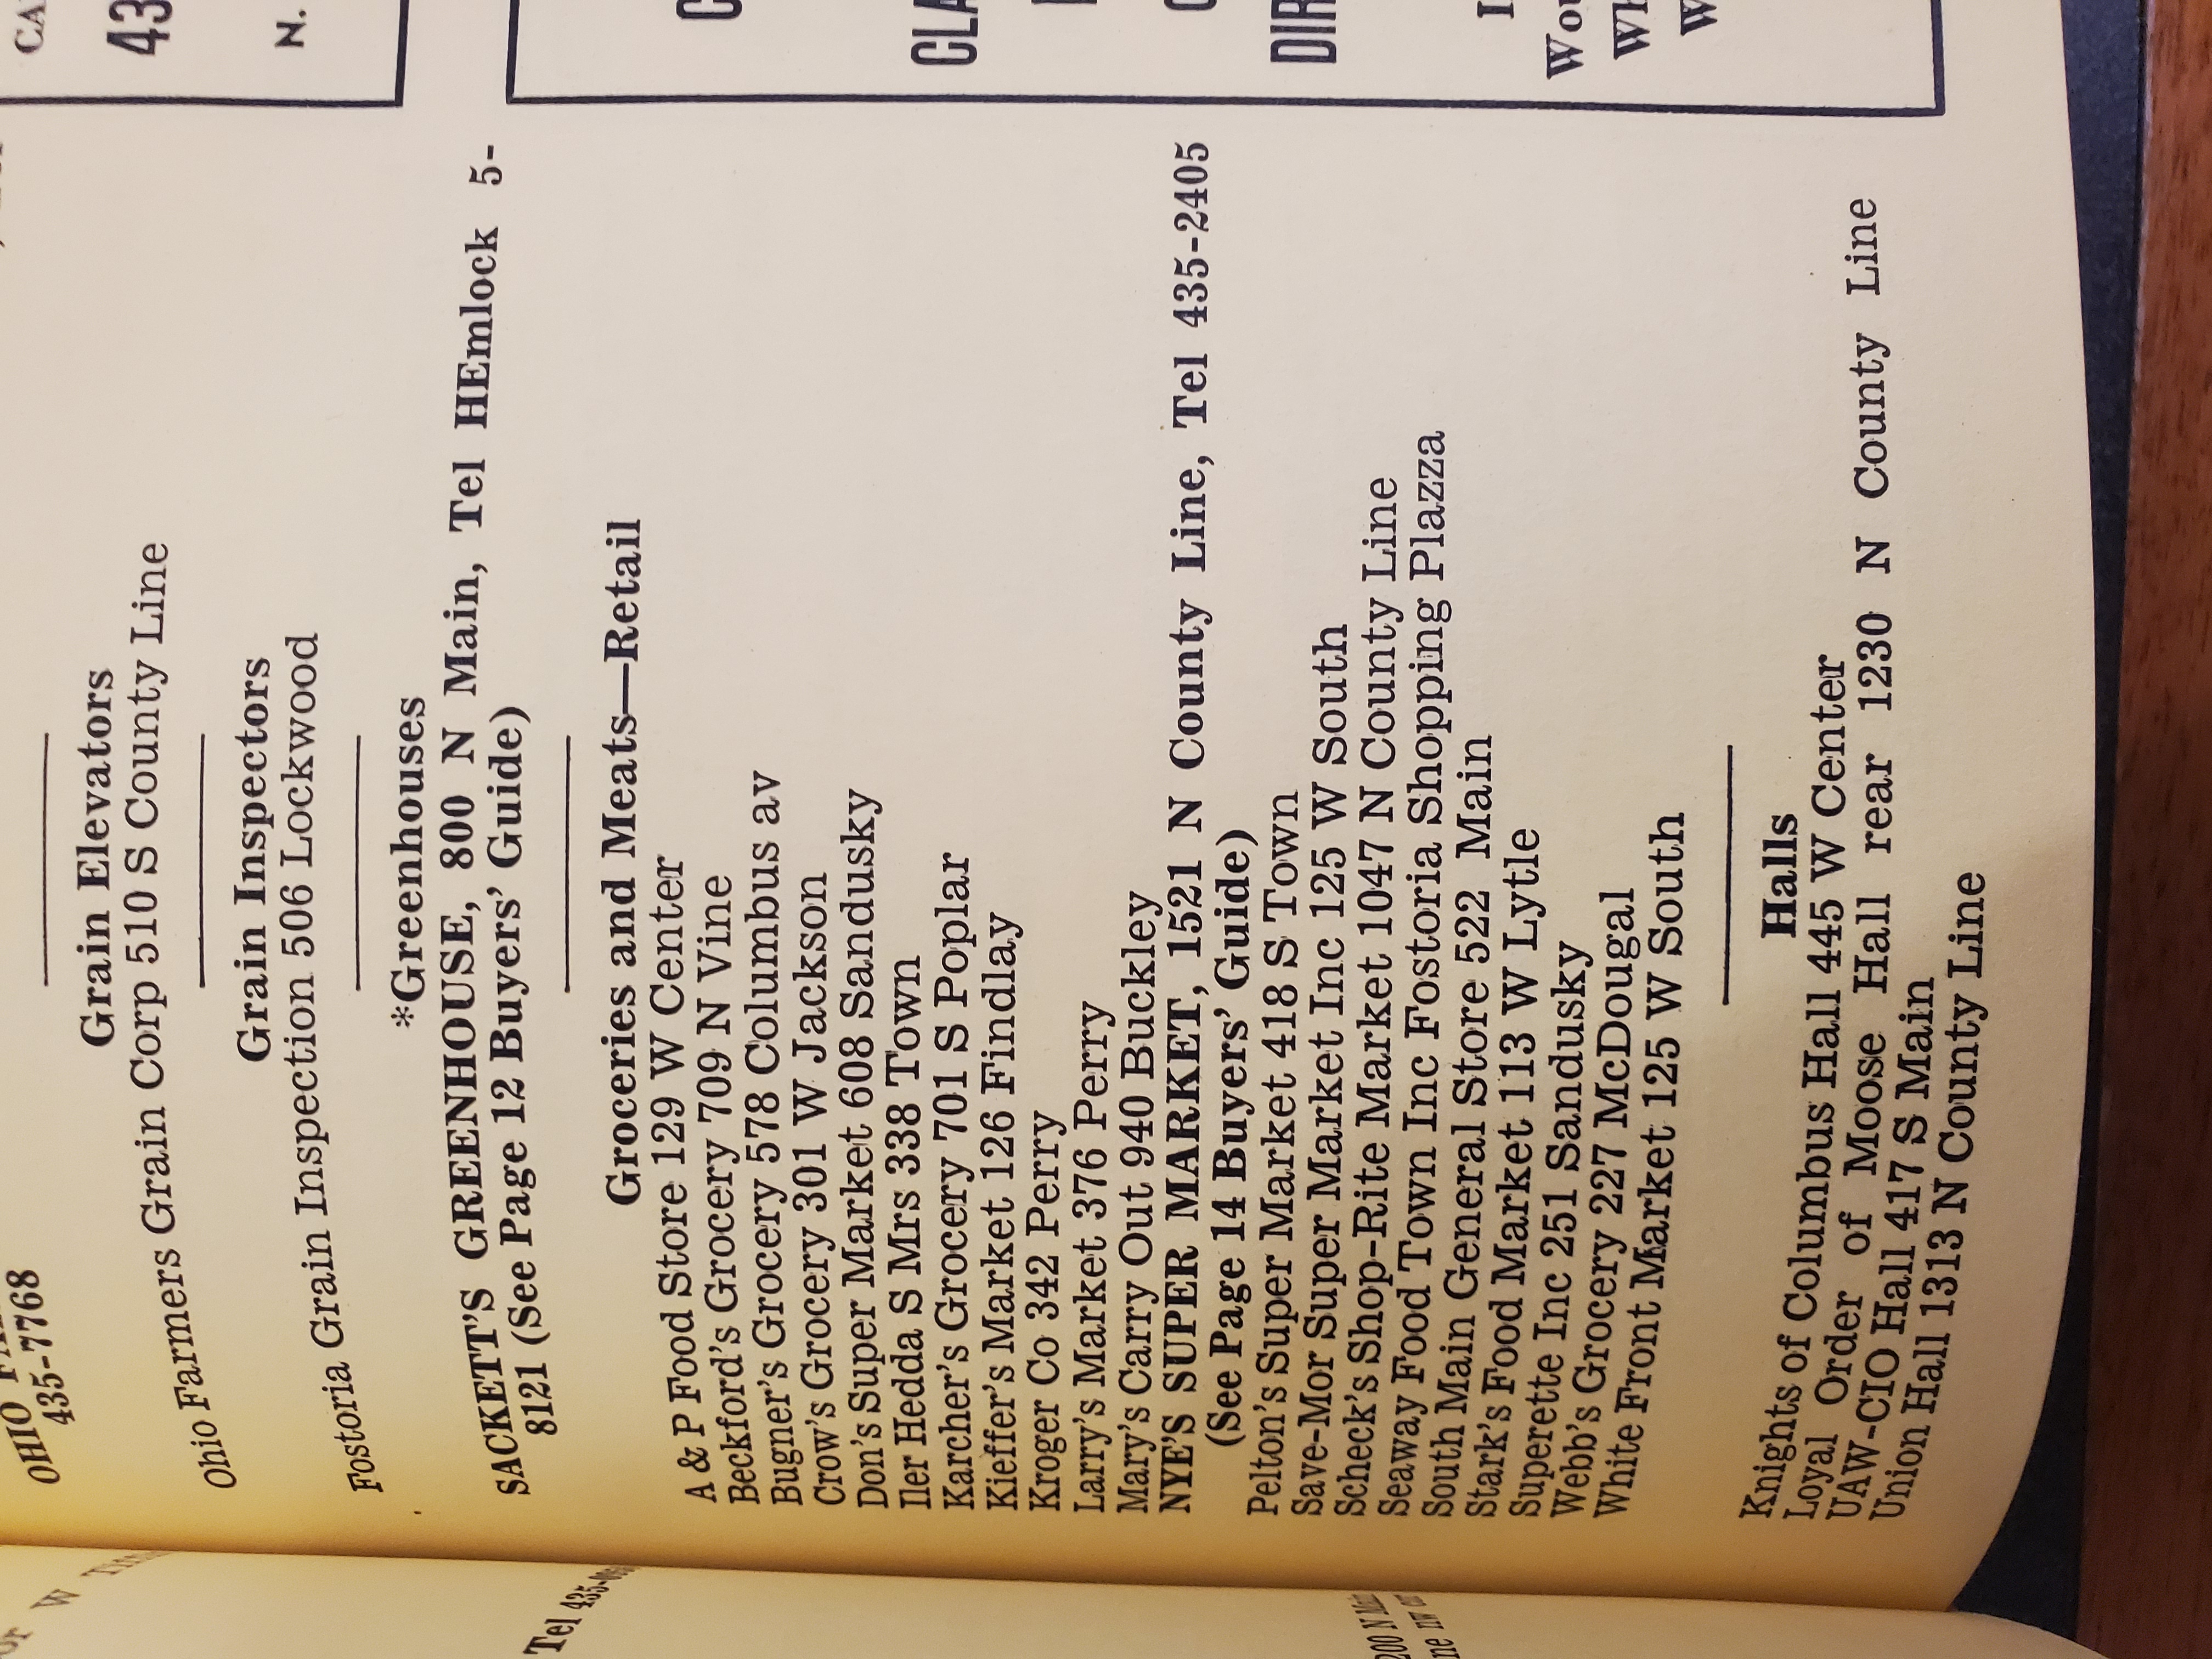 435-7768
Grain Elevators
Ohio Farmers Grain Corp 510 S County Line
Grain Inspectors
Fostoria Grain Inspection 506 Lockwood
*Greenhouses
SACKETT'S GREENHOUSE, 800 N Main, Tel HEmlock 5-
8121 (See Page 12 Buyers' Guide)
Groceries and Meats—Retail
A & P Food Store 129 W Center
Beckford's Grocery 709 N Vine
Bugner's Grocery 578 Columbus av
Crow's Grocery 301 W Jackson
Don's Super Market 608 Sandusky
Iler Hedda S Mrs 338 Town
Karcher's Grocery 701 S Poplar
Kieffer's Market 126 Findlay
Kroger Co 342 Perry
Larry's Market 376 Perry
Mary's Carry Out 940 Buckley
NYE'S SUPER MARKET, 1521 N County Line, Tel 435-2405
(See Page 14 Buyers' Guide)
Pelton's Super Market 418 S Town
Save-Mor Super Market Inc 125 W South
Scheck's Shop-Rite Market 1047 N County Line
Seaway Food Town Inc Fostoria Shopping Plazza
South Main General Store 522 Main
Stark's Food Market 113 W Lytle
Superette Inc 251 Sandusky
Webb's Grocery 227 McDougal
White Front Market 125 W South
Halls
Knights of Columbus Hall 445 W Center
Loyal Order of Moose Hall rear 1230 N County Line
UAW-CIO Hall 417 S Main
Union Hall 1313 N County Line